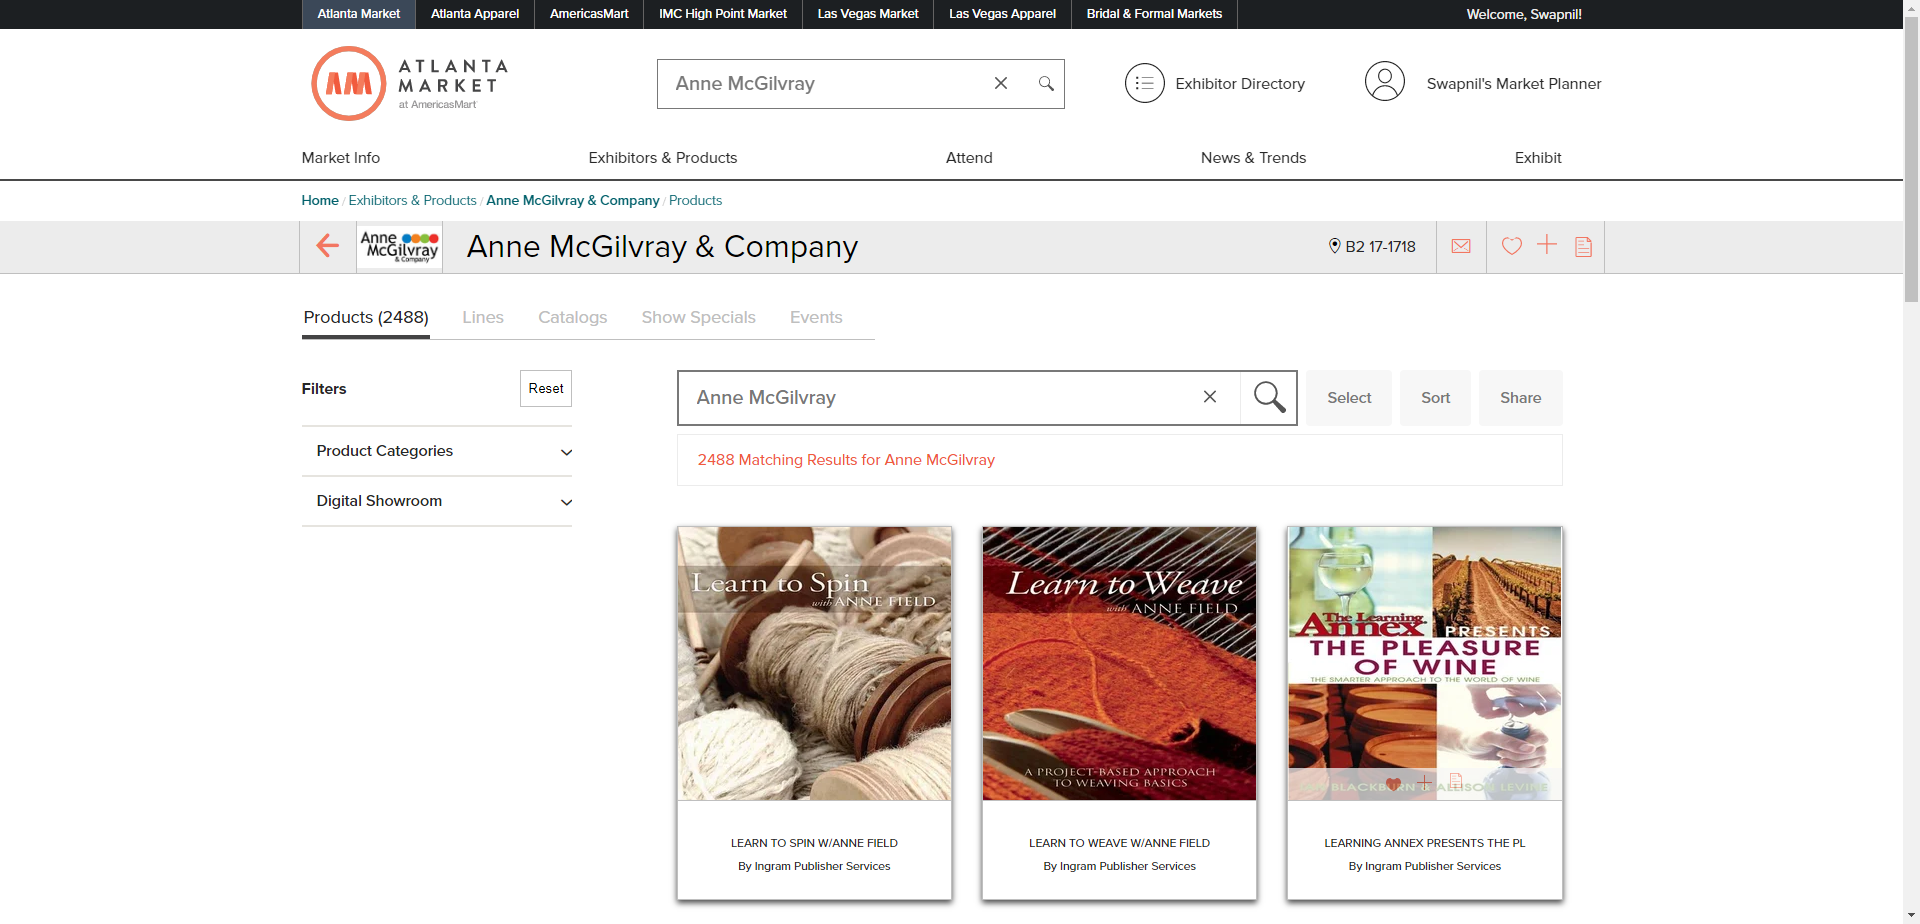 Atlanta Market
Atlanta Apparel
AmericasMart
IMC High Point Market
Las Vegas Market
Las Vegas Apparel
Bridal & Formal Markets
Welcome, Swapnil!
AM
ATLANTA
MARKET
at AmericasMart
Anne McGilvray
Exhibitor Directory
Swapnil's Market Planner
Market Info
Exhibitors & Products
Attend
News & Trends
Exhibit
Home / Exhibitors & Products / Anne McGilvray & Company / Products
Anne
McGilvray
& Company
Anne McGilvray & Company
B2 17-1718
Products (2488)
Lines
Catalogs
Show Specials
Events
Filters
Reset
Product Categories
Digital Showroom
Anne McGilvray
Select
Sort
Share
2488 Matching Results for Anne McGilvray
Learn to Spin
with ANNE FIELD
LEARN TO SPIN W/ANNE FIELD
By Ingram Publisher Services
Learn to Weave
with ANNE FIELD
A PROJECT-BASED APPROACH
TO WEAVING BASICS
LEARN TO WEAVE W/ANNE FIELD
By Ingram Publisher Services
The Learning
Annex PRESENTS
THE PLEASURE
OF WINE
THE SMARTER APPROACH TO THE WORLD OF WINE
BLACKBURN & ALLISON LEVINE
LEARNING ANNEX PRESENTS THE PL
By Ingram Publisher Services